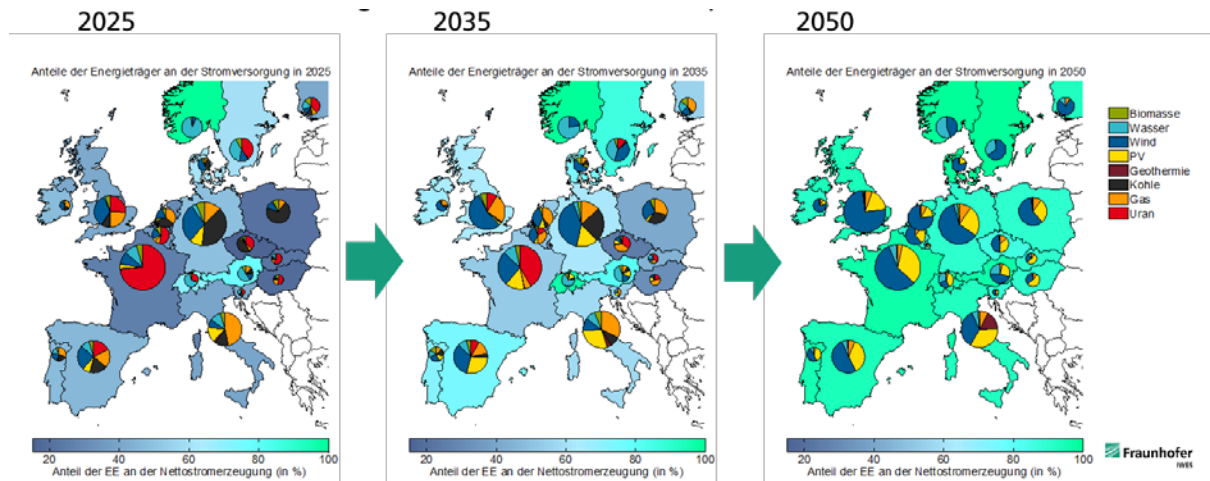 2025
2035
2050
Anteile der Energieträger an der Stromversorgung in 2025
Anteile der Energieträger an der Stromversorgung in 2035
Anteile der Energieträger an der Stromversorgung in 2050
Biomasse
Wasser
Wind
PV
Geothermie
Kohle
Gas
Uran
20 40 60 80 100
Anteil der EE an der Nettostromerzeugung (in %)
20 40 60 80 100
Anteil der EE an der Nettostromerzeugung (in %)
20 40 60 80 100
Anteil der EE an der Nettostromerzeugung (in %)
Fraunhofer
IWES